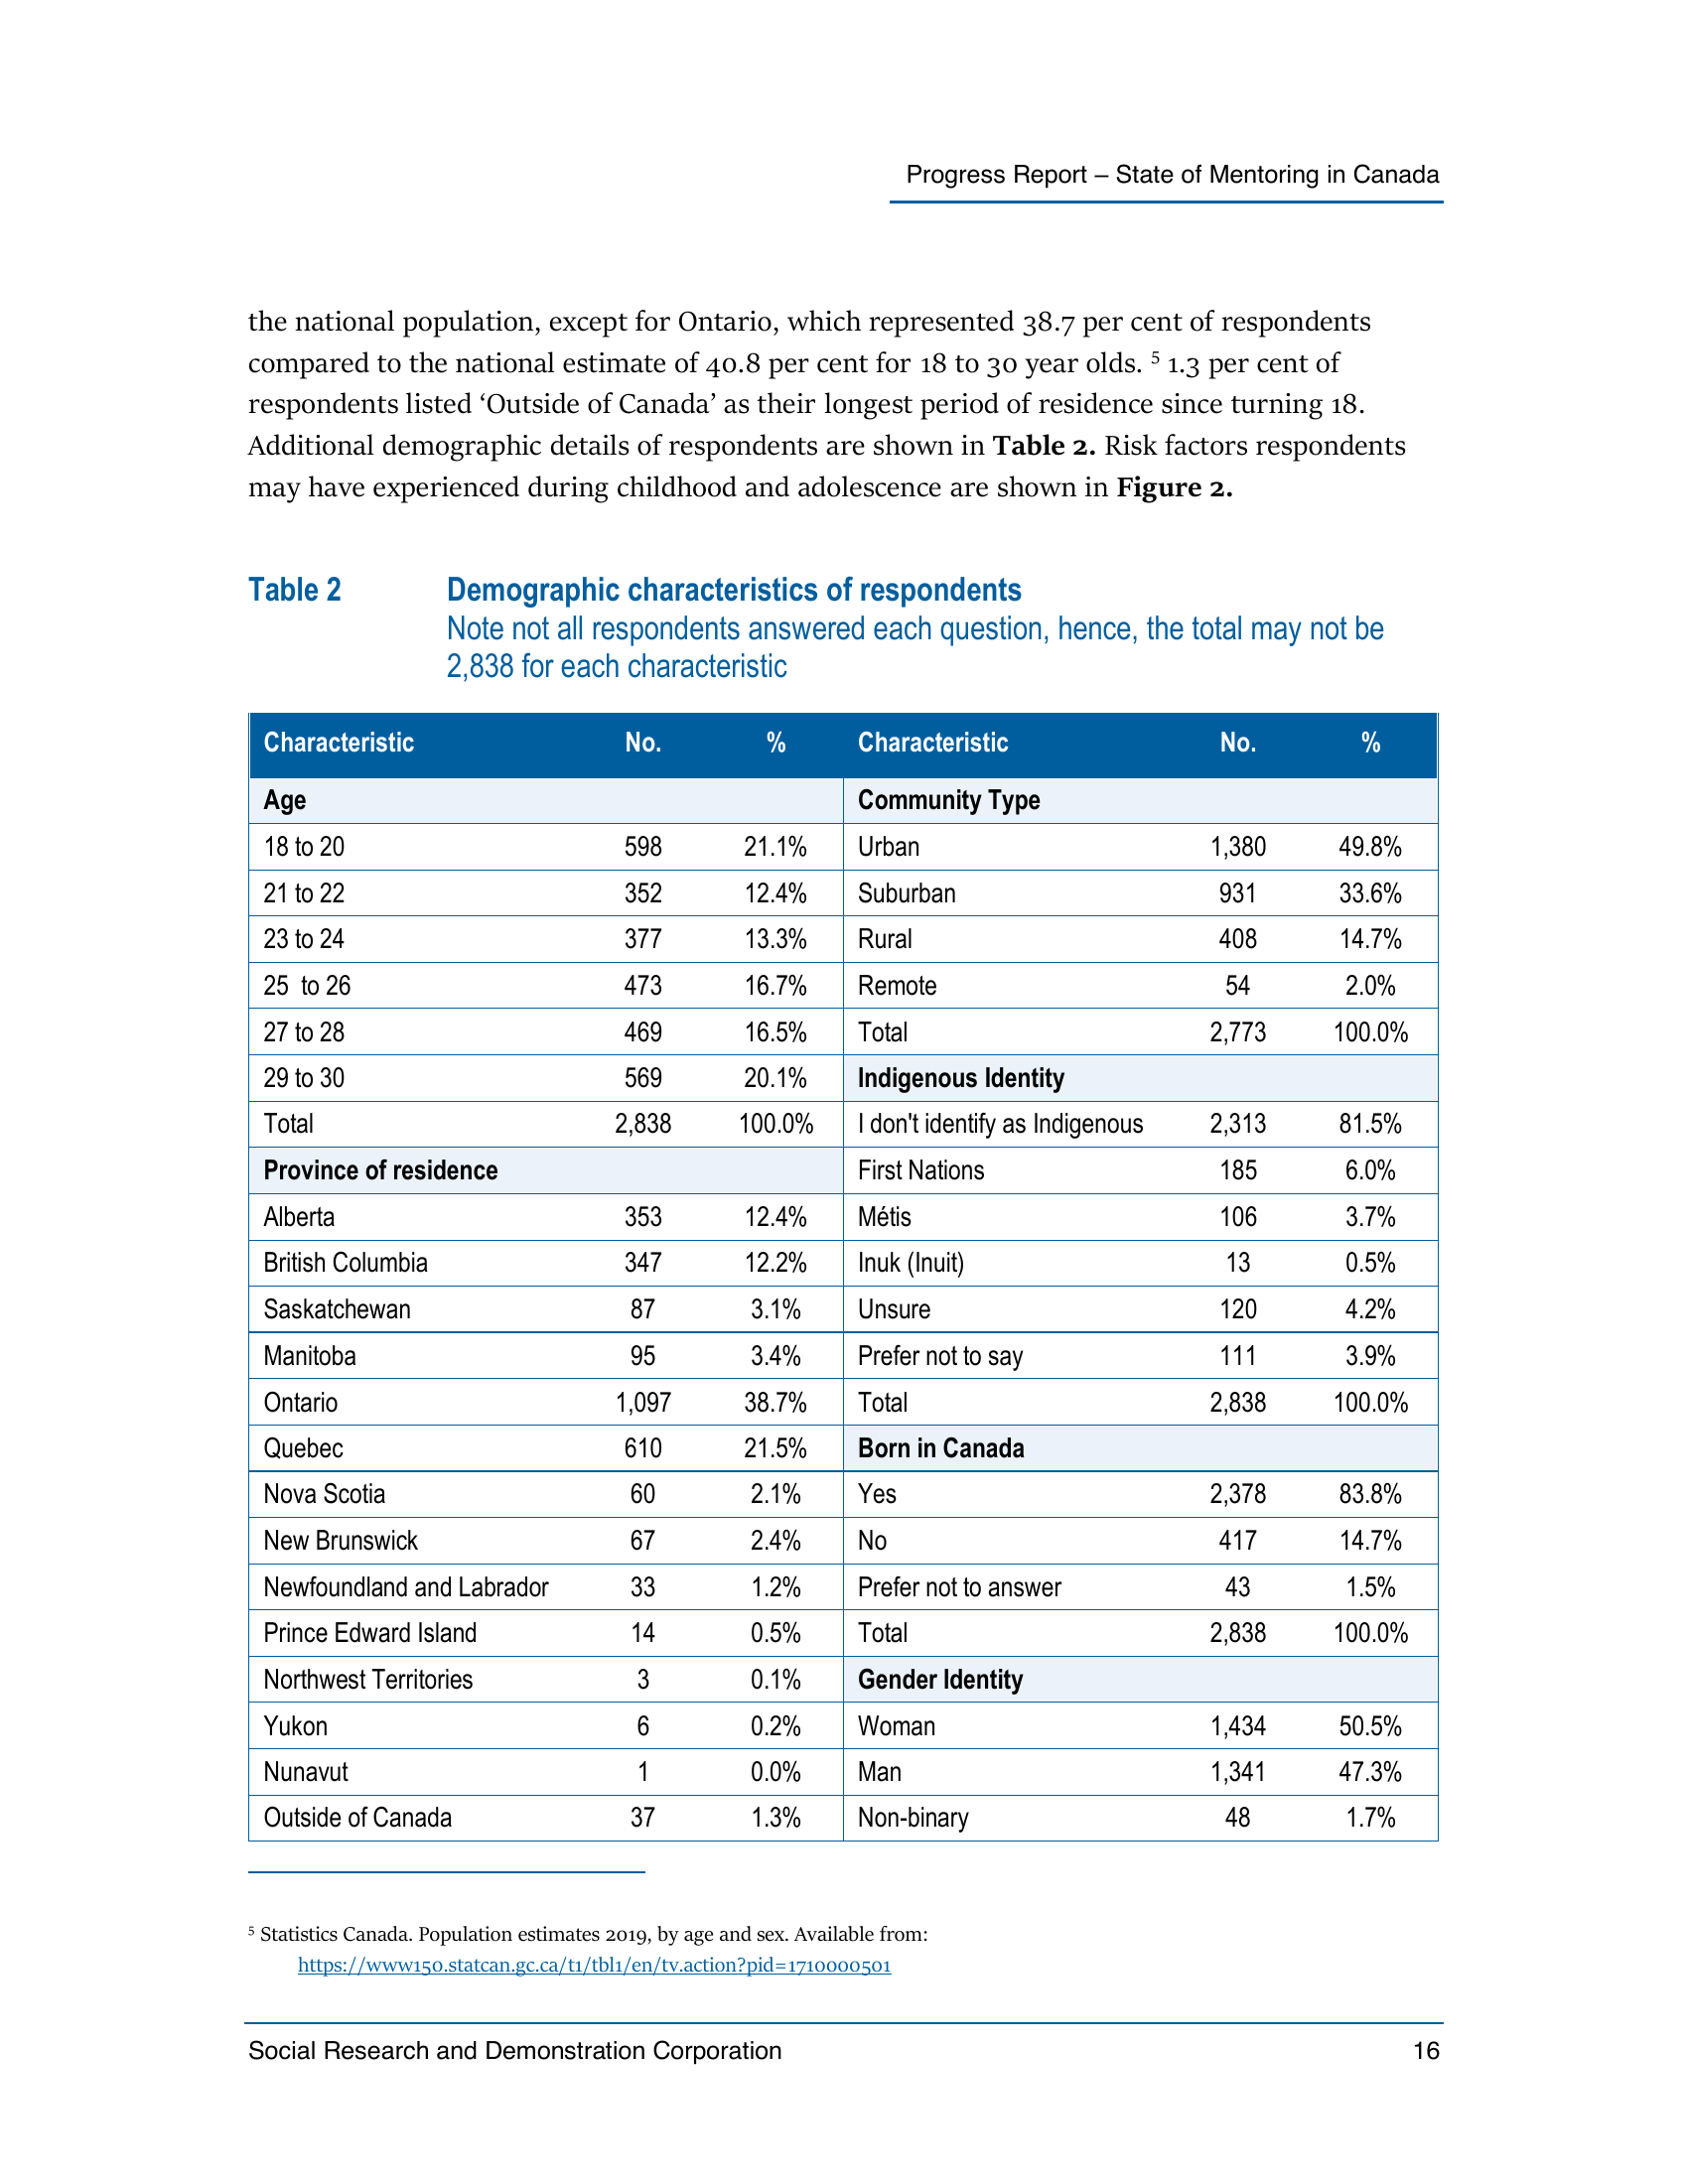 Progress Report – State of Mentoring in Canada
the national population, except for Ontario, which represented 38.7 per cent of respondents
compared to the national estimate of 40.8 per cent for 18 to 30 year olds. ⁵ 1.3 per cent of
respondents listed ‘Outside of Canada’ as their longest period of residence since turning 18.
Additional demographic details of respondents are shown in Table 2. Risk factors respondents
may have experienced during childhood and adolescence are shown in Figure 2.
Table 2 Demographic characteristics of respondents
Note not all respondents answered each question, hence, the total may not be
2,838 for each characteristic
Characteristic No. % Characteristic No. %
Age Community Type
18 to 20 598 21.1% Urban 1,380 49.8%
21 to 22 352 12.4% Suburban 931 33.6%
23 to 24 377 13.3% Rural 408 14.7%
25 to 26 473 16.7% Remote 54 2.0%
27 to 28 469 16.5% Total 2,773 100.0%
29 to 30 569 20.1% Indigenous Identity
Total 2,838 100.0% I don't identify as Indigenous 2,313 81.5%
Province of residence First Nations 185 6.0%
Alberta 353 12.4% Métis 106 3.7%
British Columbia 347 12.2% Inuk (Inuit) 13 0.5%
Saskatchewan 87 3.1% Unsure 120 4.2%
Manitoba 95 3.4% Prefer not to say 111 3.9%
Ontario 1,097 38.7% Total 2,838 100.0%
Quebec 610 21.5% Born in Canada
Nova Scotia 60 2.1% Yes 2,378 83.8%
New Brunswick 67 2.4% No 417 14.7%
Newfoundland and Labrador 33 1.2% Prefer not to answer 43 1.5%
Prince Edward Island 14 0.5% Total 2,838 100.0%
Northwest Territories 3 0.1% Gender Identity
Yukon 6 0.2% Woman 1,434 50.5%
Nunavut 1 0.0% Man 1,341 47.3%
Outside of Canada 37 1.3% Non-binary 48 1.7%
⁵ Statistics Canada. Population estimates 2019, by age and sex. Available from:
https://www150.statcan.gc.ca/t1/tbl1/en/tv.action?pid=1710000501
Social Research and Demonstration Corporation 16